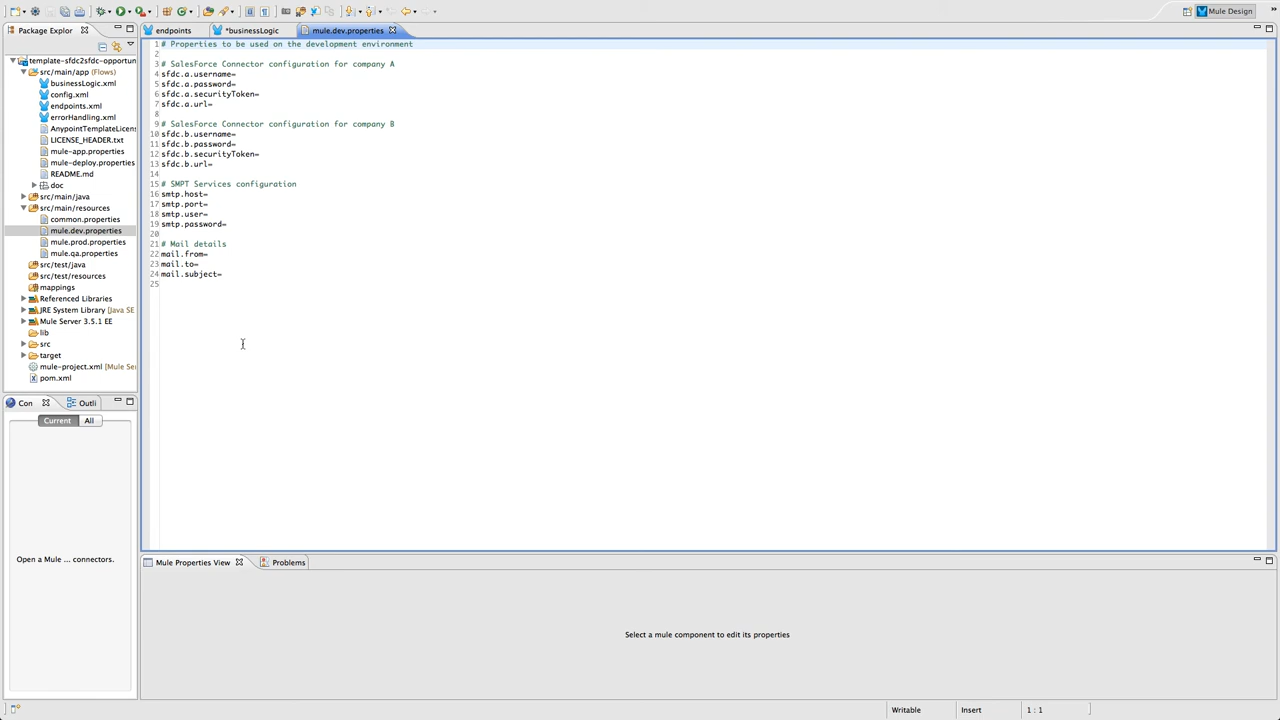 Mule Design
Package Explor
endpoints
*businessLogic
mule.dev.properties
template-sfdc2sfdc-opportun
src/main/app (Flows)
businessLogic.xml
config.xml
endpoints.xml
errorHandling.xml
AnypointTemplateLicens
LICENSE_HEADER.txt
mule-app.properties
mule-deploy.properties
README.md
doc
src/main/java
src/main/resources
common.properties
mule.dev.properties
mule.prod.properties
mule.qa.properties
src/test/java
src/test/resources
mappings
Referenced Libraries
JRE System Library [Java SE
Mule Server 3.5.1 EE
lib
src
target
mule-project.xml [Mule Ser
pom.xml
1 # Properties to be used on the development environment
2
3 # SalesForce Connector configuration for company A
4 sfdc.a.username=
5 sfdc.a.password=
6 sfdc.a.securityToken=
7 sfdc.a.url=
8
9 # SalesForce Connector configuration for company B
10 sfdc.b.username=
11 sfdc.b.password=
12 sfdc.b.securityToken=
13 sfdc.b.url=
14
15 # SMPT Services configuration
16 smtp.host=
17 smtp.port=
18 smtp.user=
19 smtp.password=
20
21 # Mail details
22 mail.from=
23 mail.to=
24 mail.subject=
25
Con
Outli
Current
All
Open a Mule ... connectors.
Mule Properties View
Problems
Select a mule component to edit its properties
Writable
Insert
1 : 1